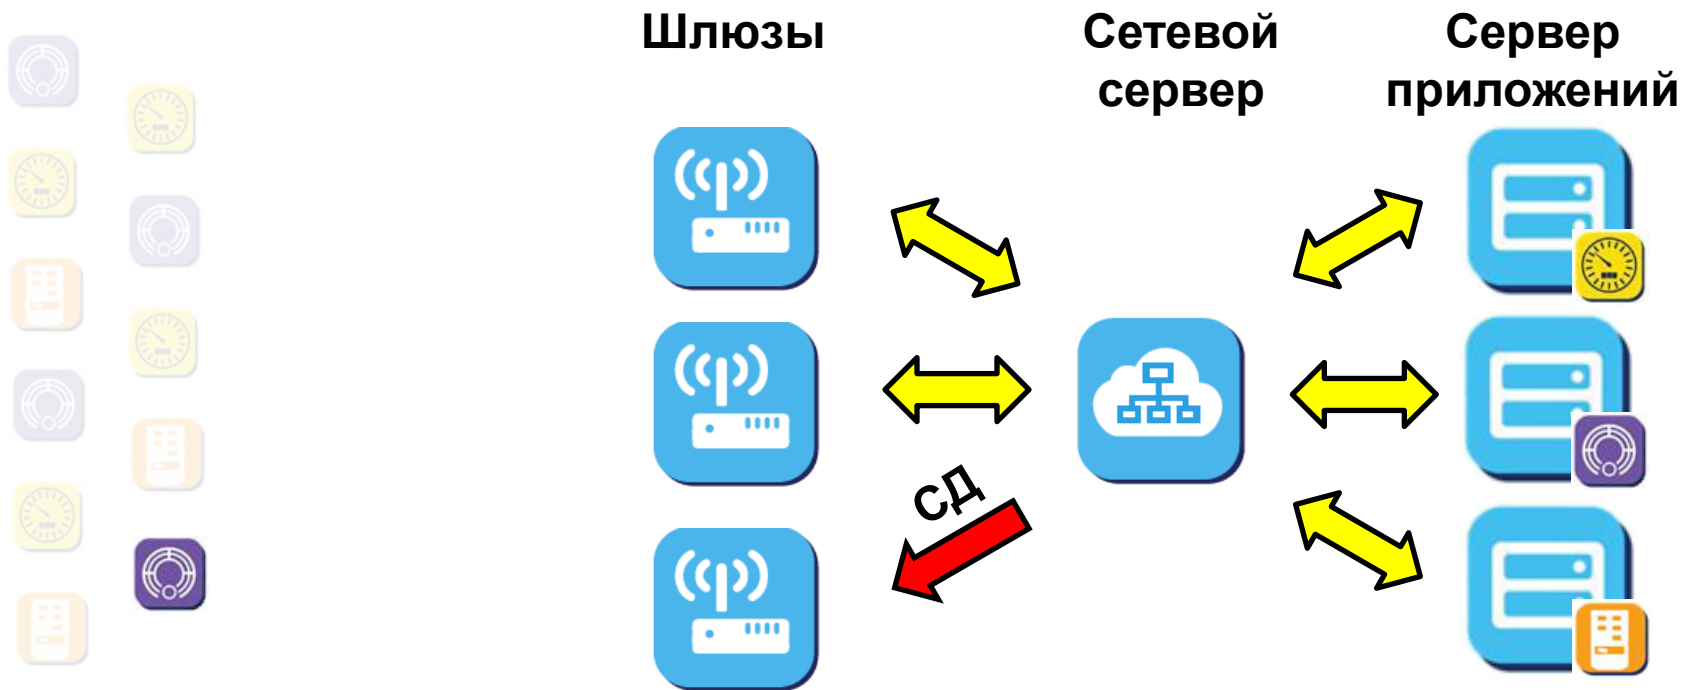 Шлюзы
Сетевой
сервер
Сервер
приложений
СД